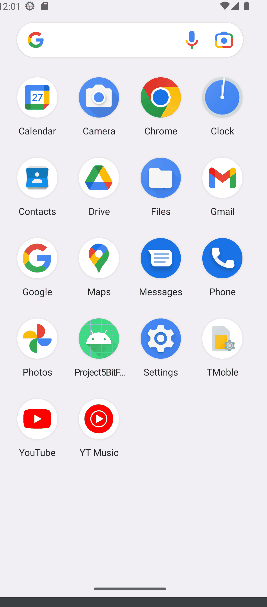 12:01
27
Calendar Camera Chrome Clock
Contacts Drive Files Gmail
Google Maps Messages Phone
Photos Project5BitF... Settings TMoble
YouTube YT Music